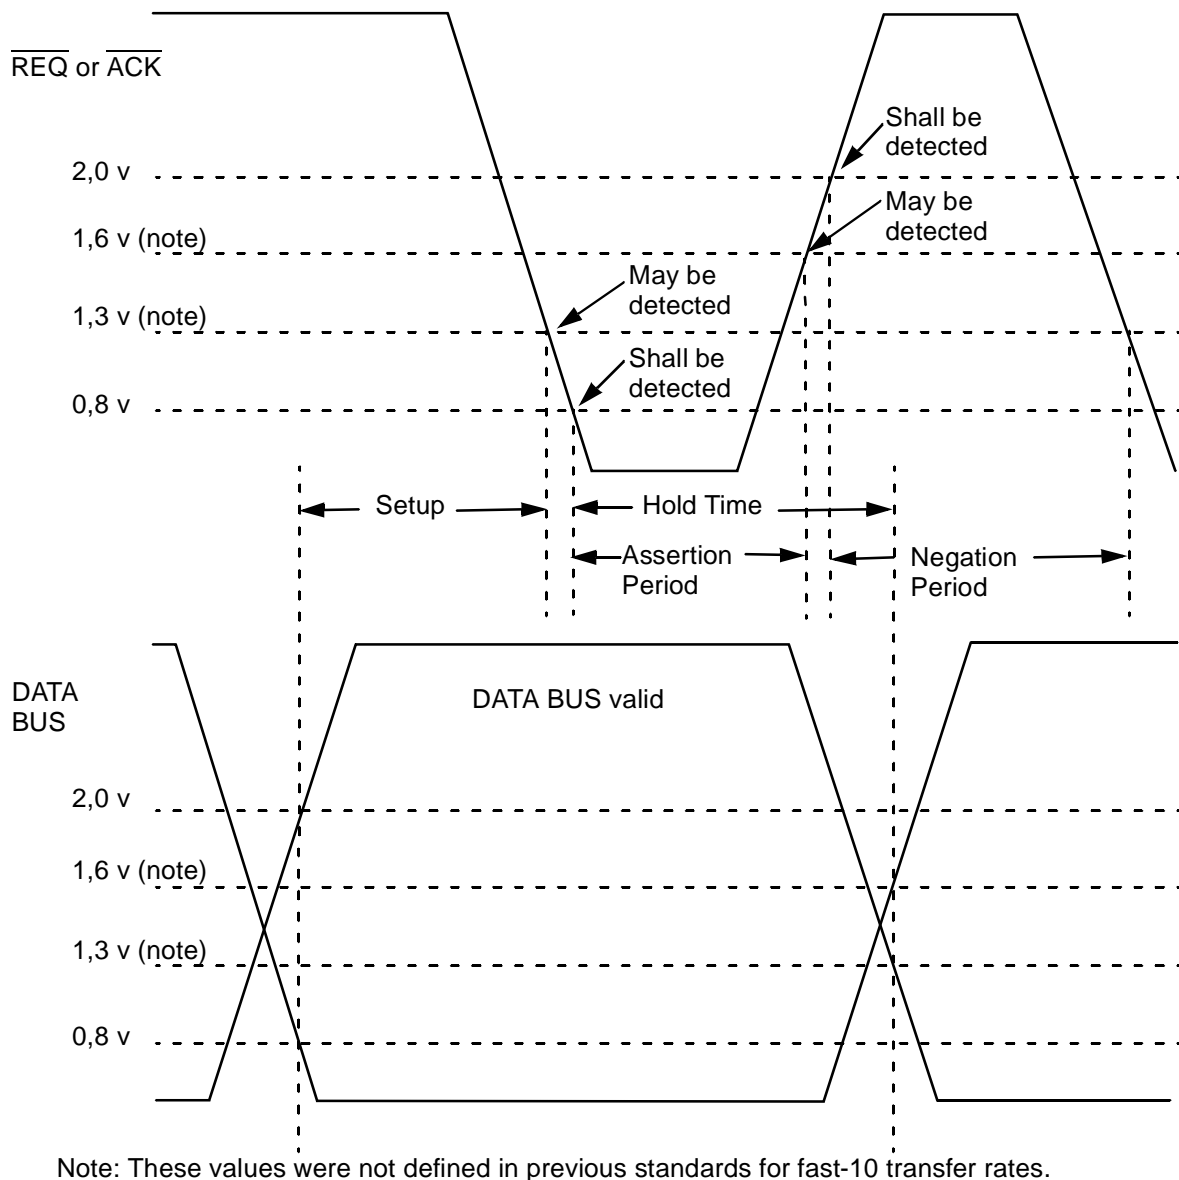 REQ or ACK
Shall be
detected
2,0 v
May be
detected
1,6 v (note)
May be
detected
1,3 v (note)
Shall be
detected
0,8 v
Setup
Hold Time
Assertion
Period
Negation
Period
DATA
BUS
DATA BUS valid
2,0 v
1,6 v (note)
1,3 v (note)
0,8 v
Note: These values were not defined in previous standards for fast-10 transfer rates.